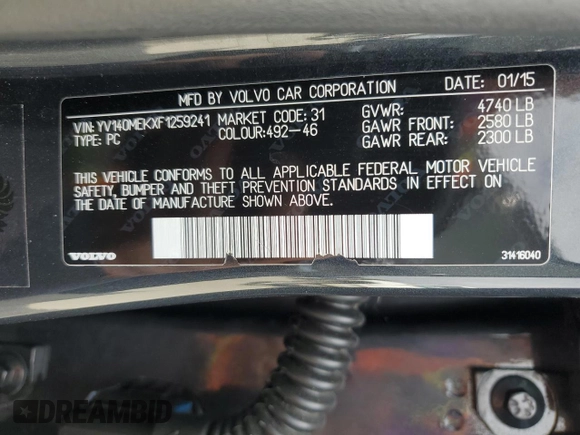 MFD BY VOLVO CAR CORPORATION DATE: 01/15
VIN: YV140MEKXF1259241 MARKET CODE: 31 GVWR: 4740 LB
TYPE: PC COLOUR:492-46 GAWR FRONT: 2580 LB
GAWR REAR: 2300 LB
THIS VEHICLE CONFORMS TO ALL APPLICABLE FEDERAL MOTOR VEHICLE
SAFETY, BUMPER AND THEFT PREVENTION STANDARDS IN EFFECT ON
THE DATE OF MANUFACTURE SHOWN ABOVE.
VOLVO 31416040
DREAMBID